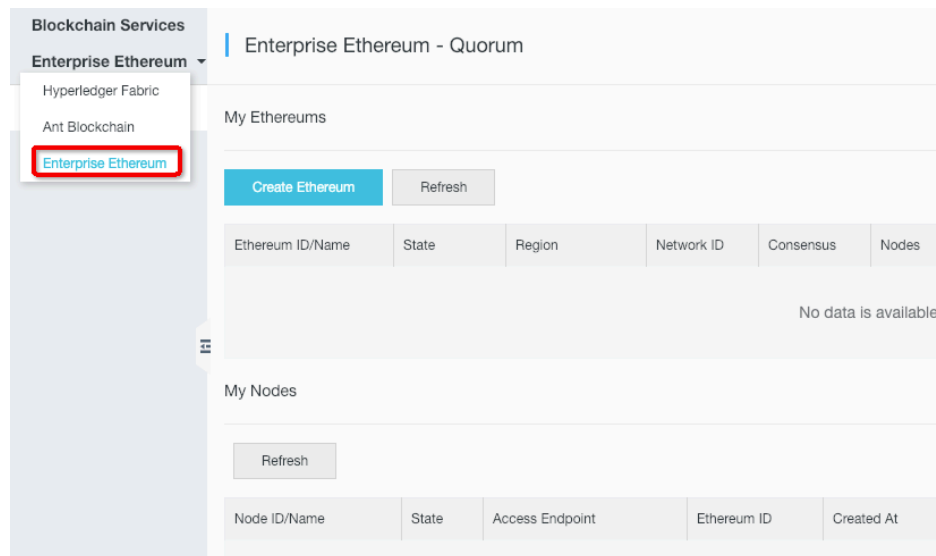 Blockchain Services
Enterprise Ethereum
Hyperledger Fabric
Ant Blockchain
Enterprise Ethereum
Enterprise Ethereum - Quorum
My Ethereums
Create Ethereum Refresh
Ethereum ID/Name State Region Network ID Consensus Nodes
No data is available
My Nodes
Refresh
Node ID/Name State Access Endpoint Ethereum ID Created At